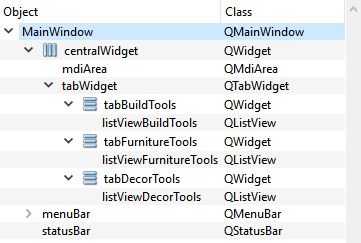 Object Class
MainWindow QMainWindow
centralWidget QWidget
mdiArea QMdiArea
tabWidget QTabWidget
tabBuildTools QWidget
listViewBuildTools QListView
tabFurnitureTools QWidget
listViewFurnitureTools QListView
tabDecorTools QWidget
listViewDecorTools QListView
menuBar QMenuBar
statusBar QStatusBar